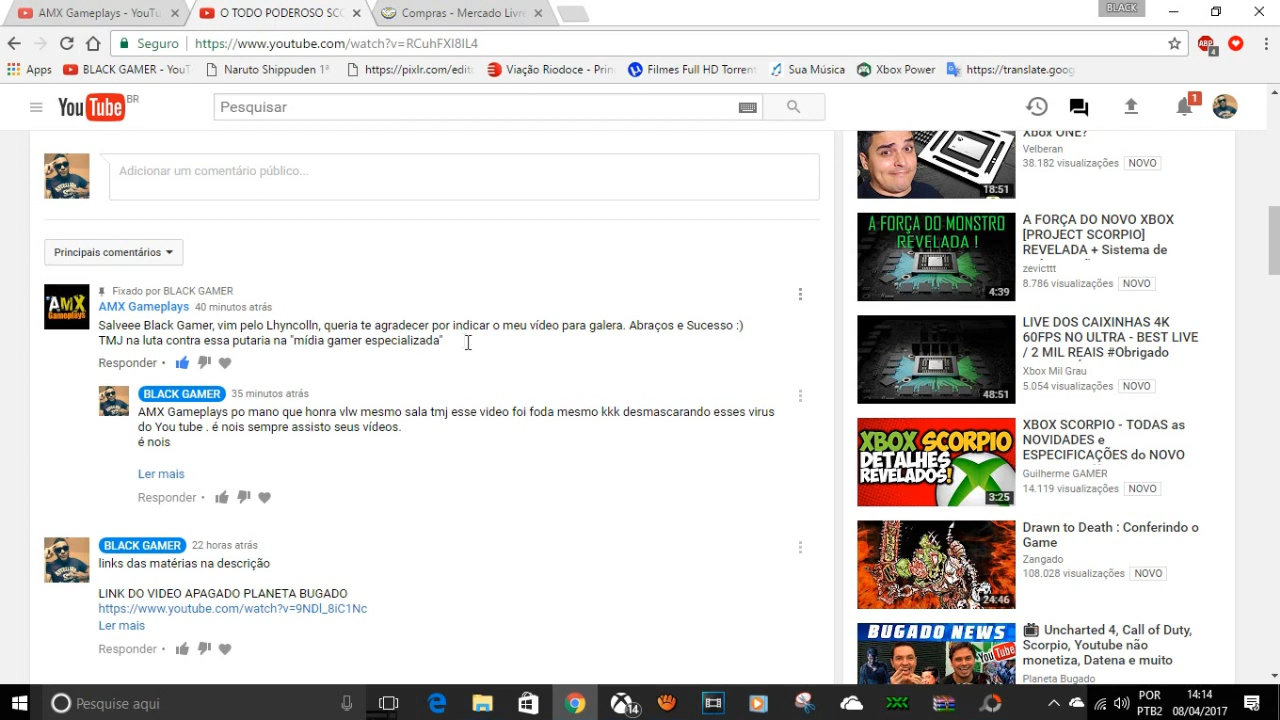 AMX Gameplays - YouTu
O TODO PODEROSO SCO
Compras - Mercado Livre
BLACK
Seguro
https://www.youtube.com/watch?v=RCuhFXI8IL4
ABP
4
Apps
BLACK GAMER - YouT
Naruto Shippuden 1ª
https://pixlr.com/edito
Viação Riodoce - Prin
Filmes Full HD Torrent
Sua Música
Xbox Power
https://translate.goog
YouTube BR
Pesquisar
1
Adicionar um comentário público...
Principais comentários
Fixado por BLACK GAMER
AMX Gameplays 40 minutos atrás
Salveee Black Gamer, vim pelo Lhyncolln, queria te agradecer por indicar o meu vídeo para galera. Abraços e Sucesso :)
TMJ na luta contra essa putaria na "mídia gamer especializada"
Responder
AMX
Gameplays
BLACK GAMER 35 minutos atrás
AMX Gameplays po mano que honra vlw mesmo sala tmj esse video foi foda mesmo kkk desmascarando esses virus
do You tube . é nois sempre assisto seus vídeos.
é nois
Ler mais
Responder
BLACK GAMER 22 horas atrás
links das matérias na descrição
LINK DO VIDEO APAGADO PLANETA BUGADO
https://www.youtube.com/watch?v=9NDl_8iC1Nc
Ler mais
Responder
Xbox ONE?
Velberan
38.182 visualizações NOVO
18:51
A FORÇA DO MONSTRO
REVELADA !
4:39
A FORÇA DO NOVO XBOX
[PROJECT SCORPIO]
REVELADA + Sistema de
zevicttt
8.786 visualizações NOVO
48:51
LIVE DOS CAIXINHAS 4K
60FPS NO ULTRA - BEST LIVE
/ 2 MIL REAIS #Obrigado
Xbox Mil Grau
5.054 visualizações NOVO
XBOX SCORPIO
DETALHES
REVELADOS!
3:25
XBOX SCORPIO - TODAS as
NOVIDADES e
ESPECIFICAÇÕES do NOVO
Guilherme GAMER
14.119 visualizações NOVO
24:46
Drawn to Death : Conferindo o
Game
Zangado
108.028 visualizações NOVO
BUGADO NEWS
YouTube
Uncharted 4, Call of Duty,
Scorpio, Youtube não
monetiza, Datena e muito
Planeta Bugado
Pesquise aqui
14
POR
PTB2
14:14
08/04/2017